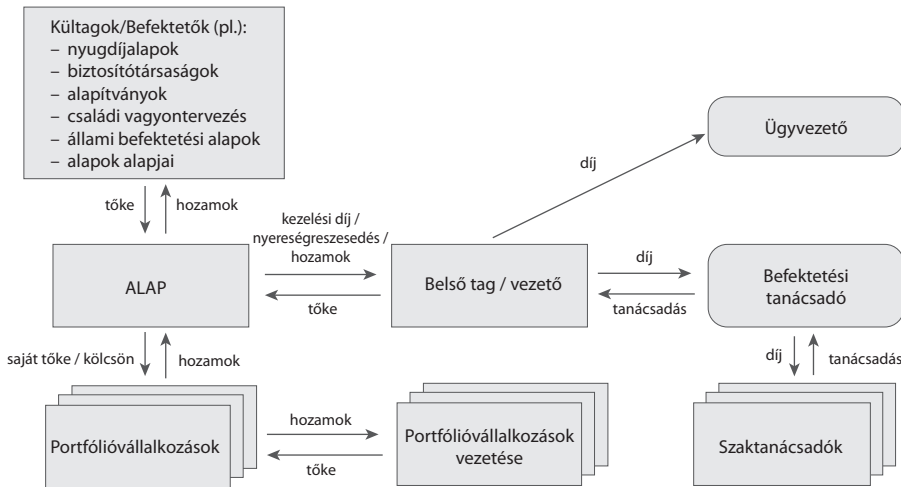 Kültagok/Befektetők (pl.):
– nyugdíjalapok
– biztosítótársaságok
– alapítványok
– családi vagyontervezés
– állami befektetési alapok
– alapok alapjai
Ügyvezető
díj
tőke
hozamok
kezelési díj /
nyereségreszesedés /
hozamok
ALAP
tőke
Belső tag / vezető
díj
tanácsadás
Befektetési
tanácsadó
saját tőke / kölcsön
hozamok
díj
tanácsadás
Portfólióvállalkozások
hozamok
tőke
Portfólióvállalkozások
vezetése
Szaktanácsadók